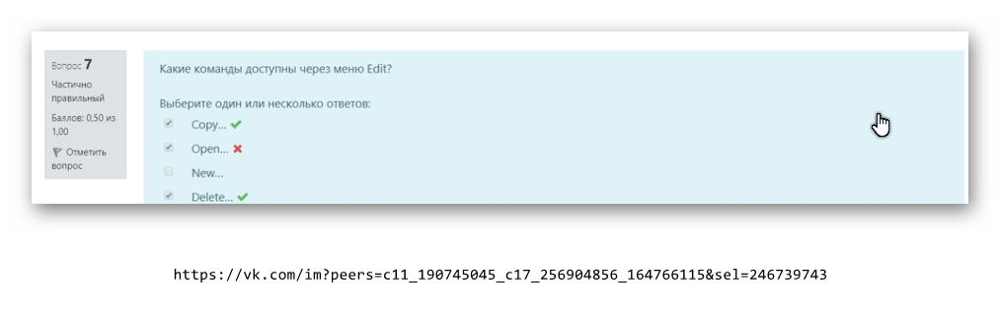 Вопрос 7
Частично
правильный
Баллов: 0,50 из
1,00
Отметить
вопрос
Какие команды доступны через меню Edit?
Выберите один или несколько ответов:
Copy...
Open...
New...
Delete...
https://vk.com/im?peers=c11_190745045_c17_256904856_164766115&sel=246739743